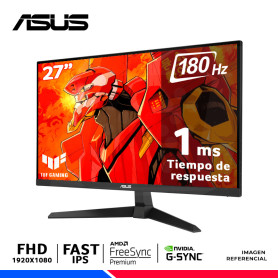 ASUS
27"
180 Hz
1 ms
Tiempo de
respuesta
TUF GAMING
ASUS
FHD
1920X1080
FAST
IPS
AMD
FreeSync
Premium
NVIDIA.
G-SYNC
IMAGEN
REFERENCIAL